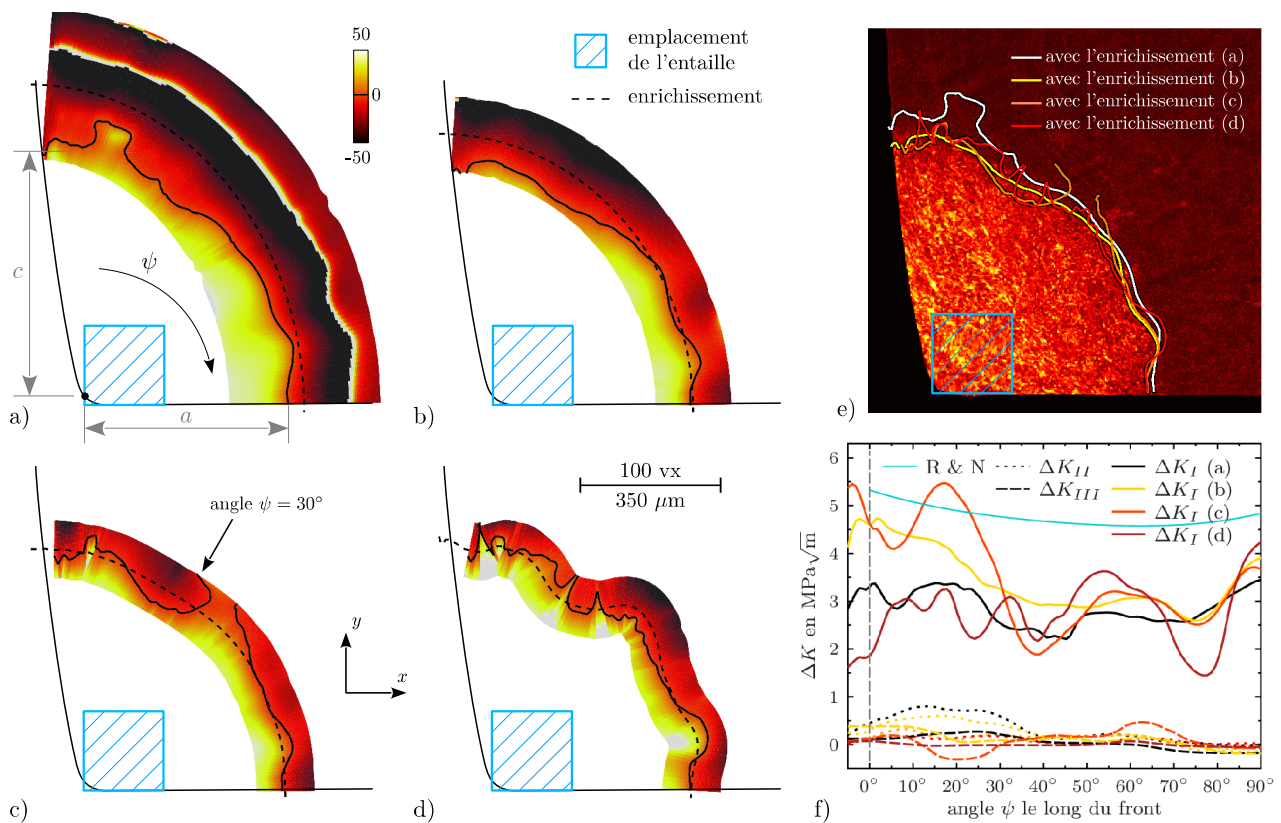 50
0
-50
c
ψ
a
a)
emplacement
de l'entaille
enrichissement
b)
avec l'enrichissement (a)
avec l'enrichissement (b)
avec l'enrichissement (c)
avec l'enrichissement (d)
e)
angle ψ = 30°
y
x
c)
100 vx
350 μm
d)
R & N
ΔK_II
ΔK_III
ΔK_I (a)
ΔK_I (b)
ΔK_I (c)
ΔK_I (d)
6
5
4
3
2
1
0
ΔK en MPa√m
0° 10° 20° 30° 40° 50° 60° 70° 80° 90°
angle ψ le long du front
f)